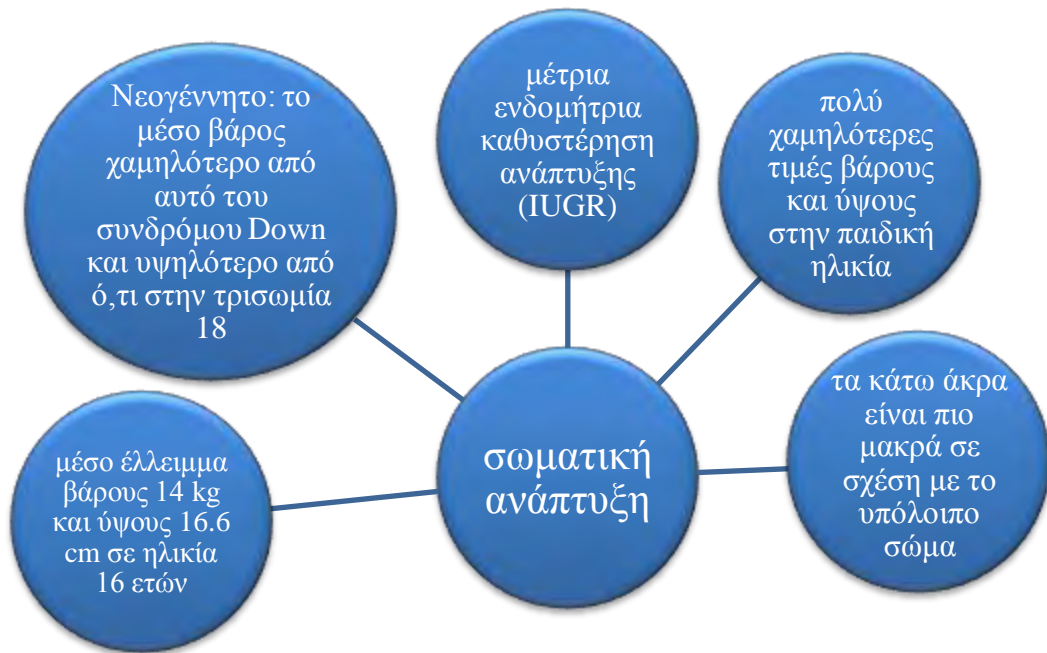 Νεογέννητο: το
μέσο βάρος
χαμηλότερο από
αυτό του
συνδρόμου Down
και υψηλότερο από
ό,τι στην τρισωμία
18
μέτρια
ενδομήτρια
καθυστέρηση
ανάπτυξης
(IUGR)
πολύ
χαμηλότερες
τιμές βάρους
και ύψους
στην παιδική
ηλικία
τα κάτω άκρα
είναι πιο
μακρά σε
σχέση με το
υπόλοιπο
σώμα
μέσο έλλειμμα
βάρους 14 kg
και ύψους 16.6
cm σε ηλικία
16 ετών
σωματική
ανάπτυξη